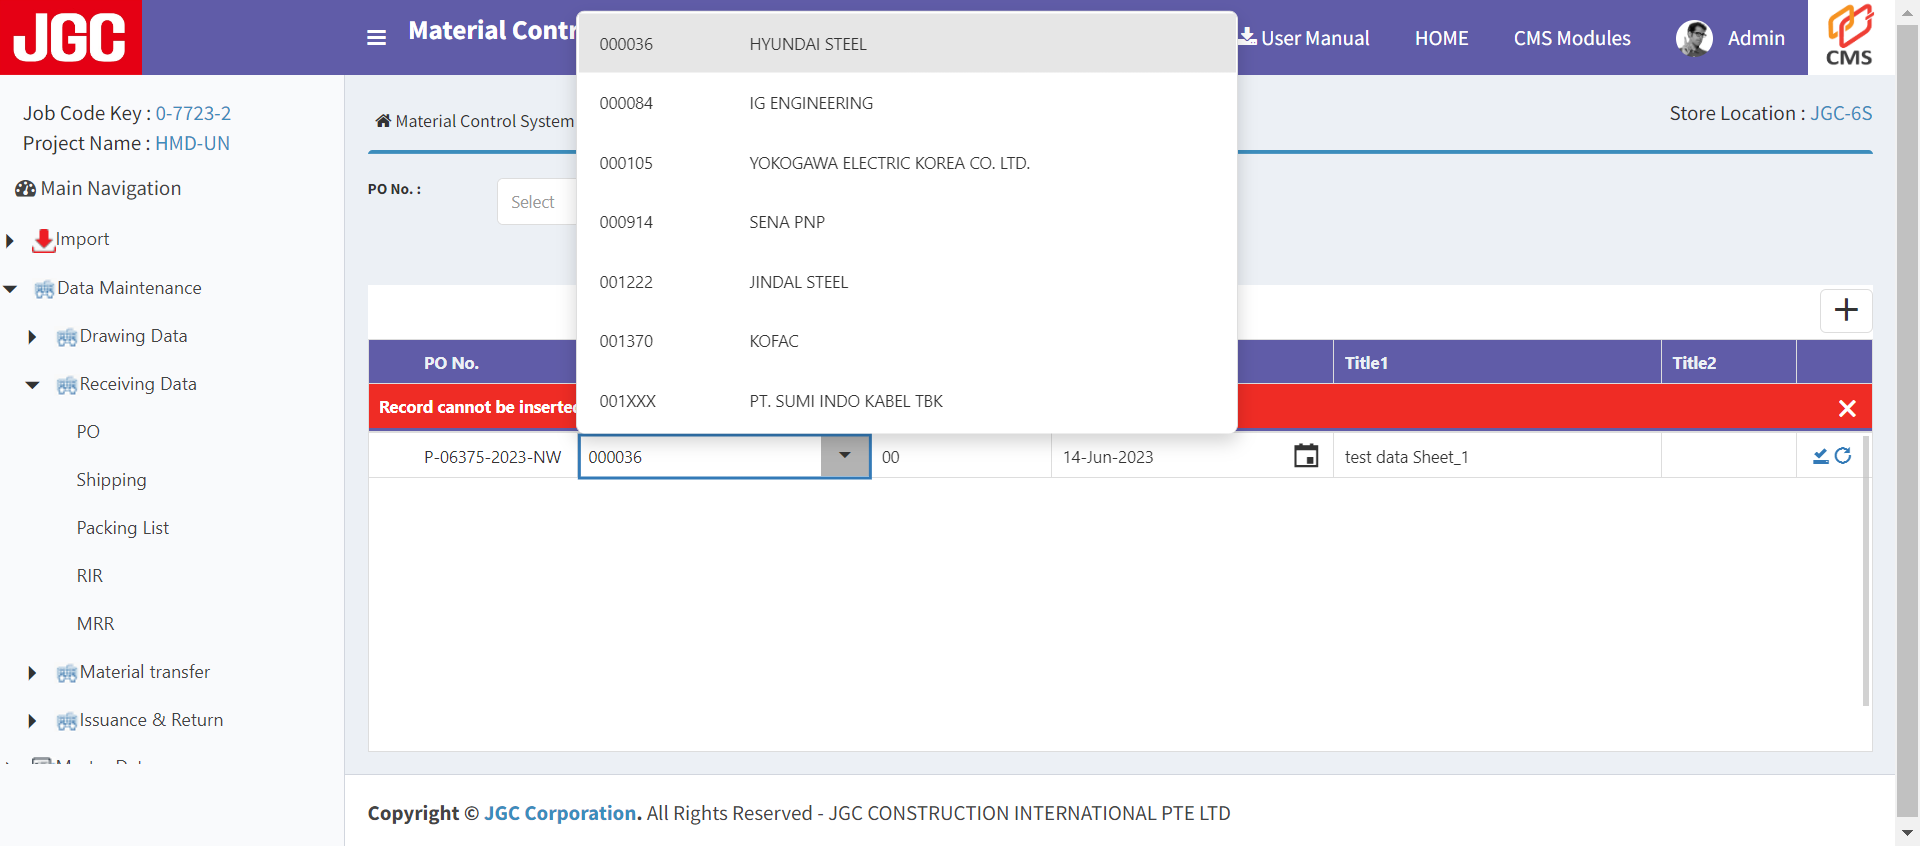 JGC
Material Contr
User Manual
HOME
CMS Modules
Admin
CMS
Job Code Key : 0-7723-2
Project Name : HMD-UN
Main Navigation
Import
Data Maintenance
Drawing Data
Receiving Data
PO
Shipping
Packing List
RIR
MRR
Material transfer
Issuance & Return
Material Control System
Store Location : JGC-6S
PO No. :
Select
000036 HYUNDAI STEEL
000084 IG ENGINEERING
000105 YOKOGAWA ELECTRIC KOREA CO. LTD.
000914 SENA PNP
001222 JINDAL STEEL
001370 KOFAC
001XXX PT. SUMI INDO KABEL TBK
PO No. Title1 Title2
Record cannot be inserted
P-06375-2023-NW 000036 00 14-Jun-2023 test data Sheet_1
Copyright © JGC Corporation. All Rights Reserved - JGC CONSTRUCTION INTERNATIONAL PTE LTD